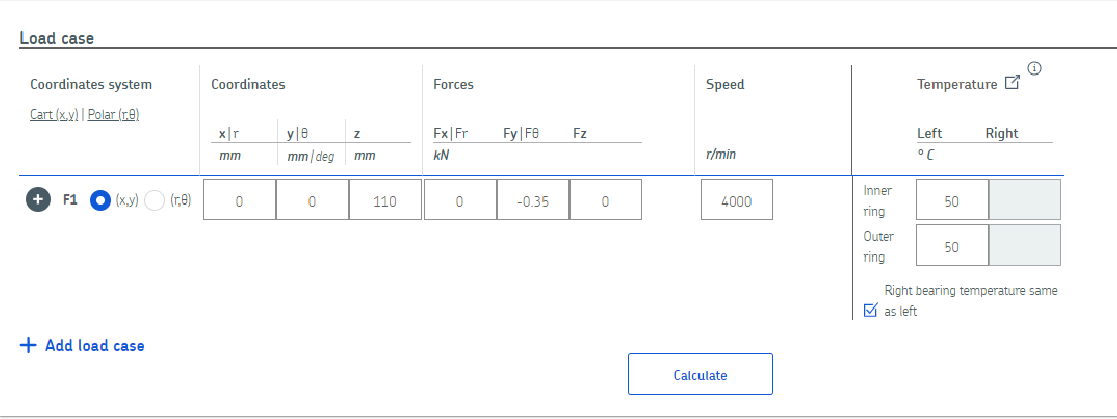 Load case
Coordinates system Coordinates Forces Speed Temperature
Cart (x,y) | Polar (r,θ)
x|r y|θ z Fx|Fr Fy|Fθ Fz Left Right
mm mm/deg mm kN r/min °C
F1 (x,y) (r,θ) 0 0 110 0 -0.35 0 4000 Inner ring 50
Outer ring 50
Right bearing temperature same
as left
+ Add load case
Calculate